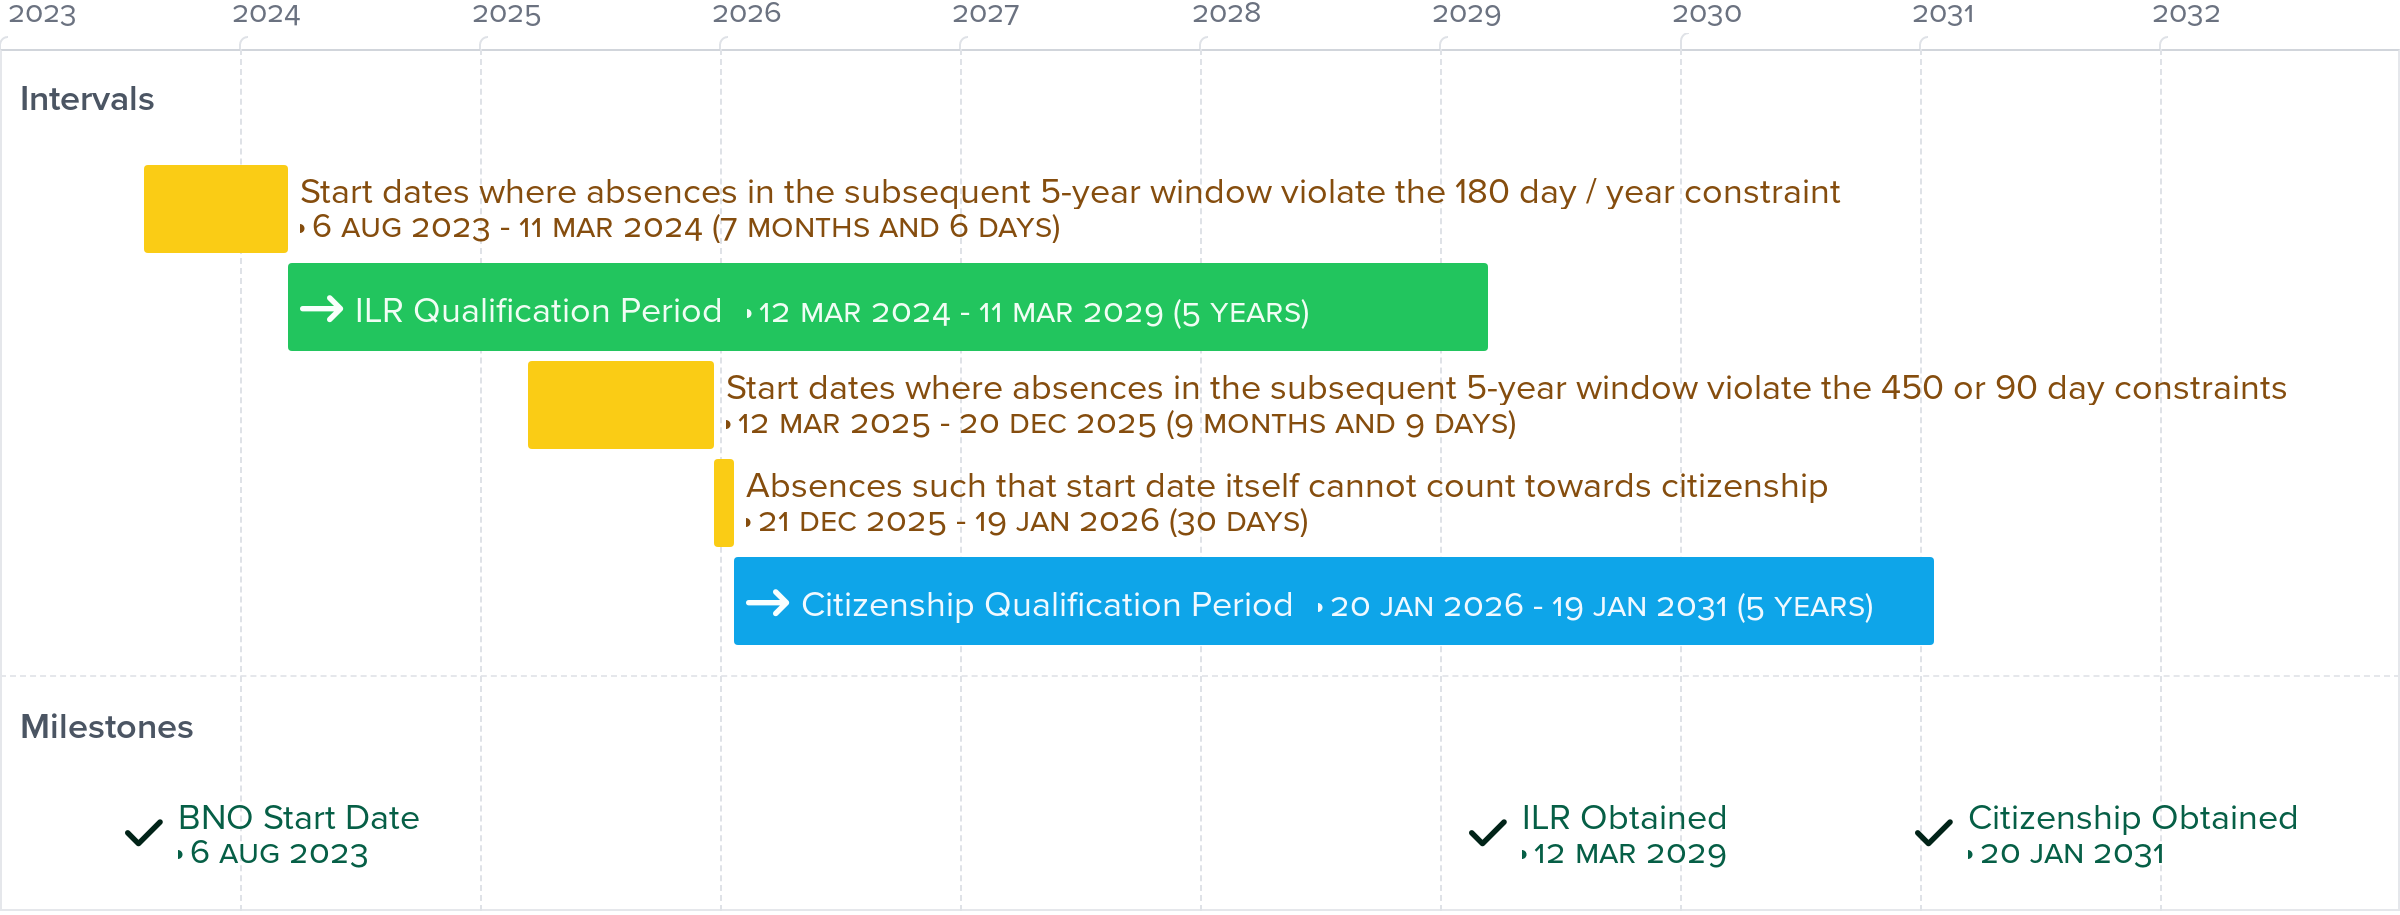 2023 2024 2025 2026 2027 2028 2029 2030 2031 2032
Intervals
Start dates where absences in the subsequent 5-year window violate the 180 day / year constraint
6 AUG 2023 - 11 MAR 2024 (7 MONTHS AND 6 DAYS)
ILR Qualification Period 12 MAR 2024 - 11 MAR 2029 (5 YEARS)
Start dates where absences in the subsequent 5-year window violate the 450 or 90 day constraints
12 MAR 2025 - 20 DEC 2025 (9 MONTHS AND 9 DAYS)
Absences such that start date itself cannot count towards citizenship
21 DEC 2025 - 19 JAN 2026 (30 DAYS)
Citizenship Qualification Period 20 JAN 2026 - 19 JAN 2031 (5 YEARS)
Milestones
BNO Start Date
6 AUG 2023
ILR Obtained
12 MAR 2029
Citizenship Obtained
20 JAN 2031